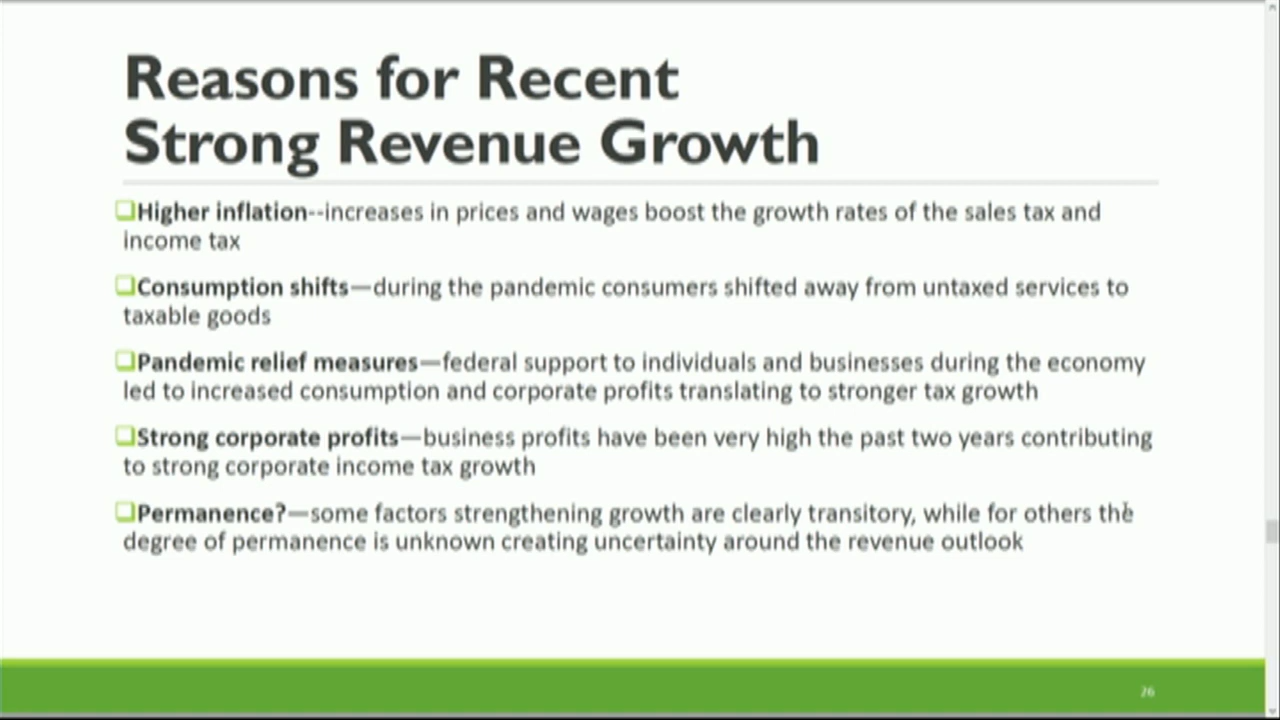 Reasons for Recent
Strong Revenue Growth
Higher inflation--increases in prices and wages boost the growth rates of the sales tax and
income tax
Consumption shifts—during the pandemic consumers shifted away from untaxed services to
taxable goods
Pandemic relief measures—federal support to individuals and businesses during the economy
led to increased consumption and corporate profits translating to stronger tax growth
Strong corporate profits—business profits have been very high the past two years contributing
to strong corporate income tax growth
Permanence?—some factors strengthening growth are clearly transitory, while for others the
degree of permanence is unknown creating uncertainty around the revenue outlook
26